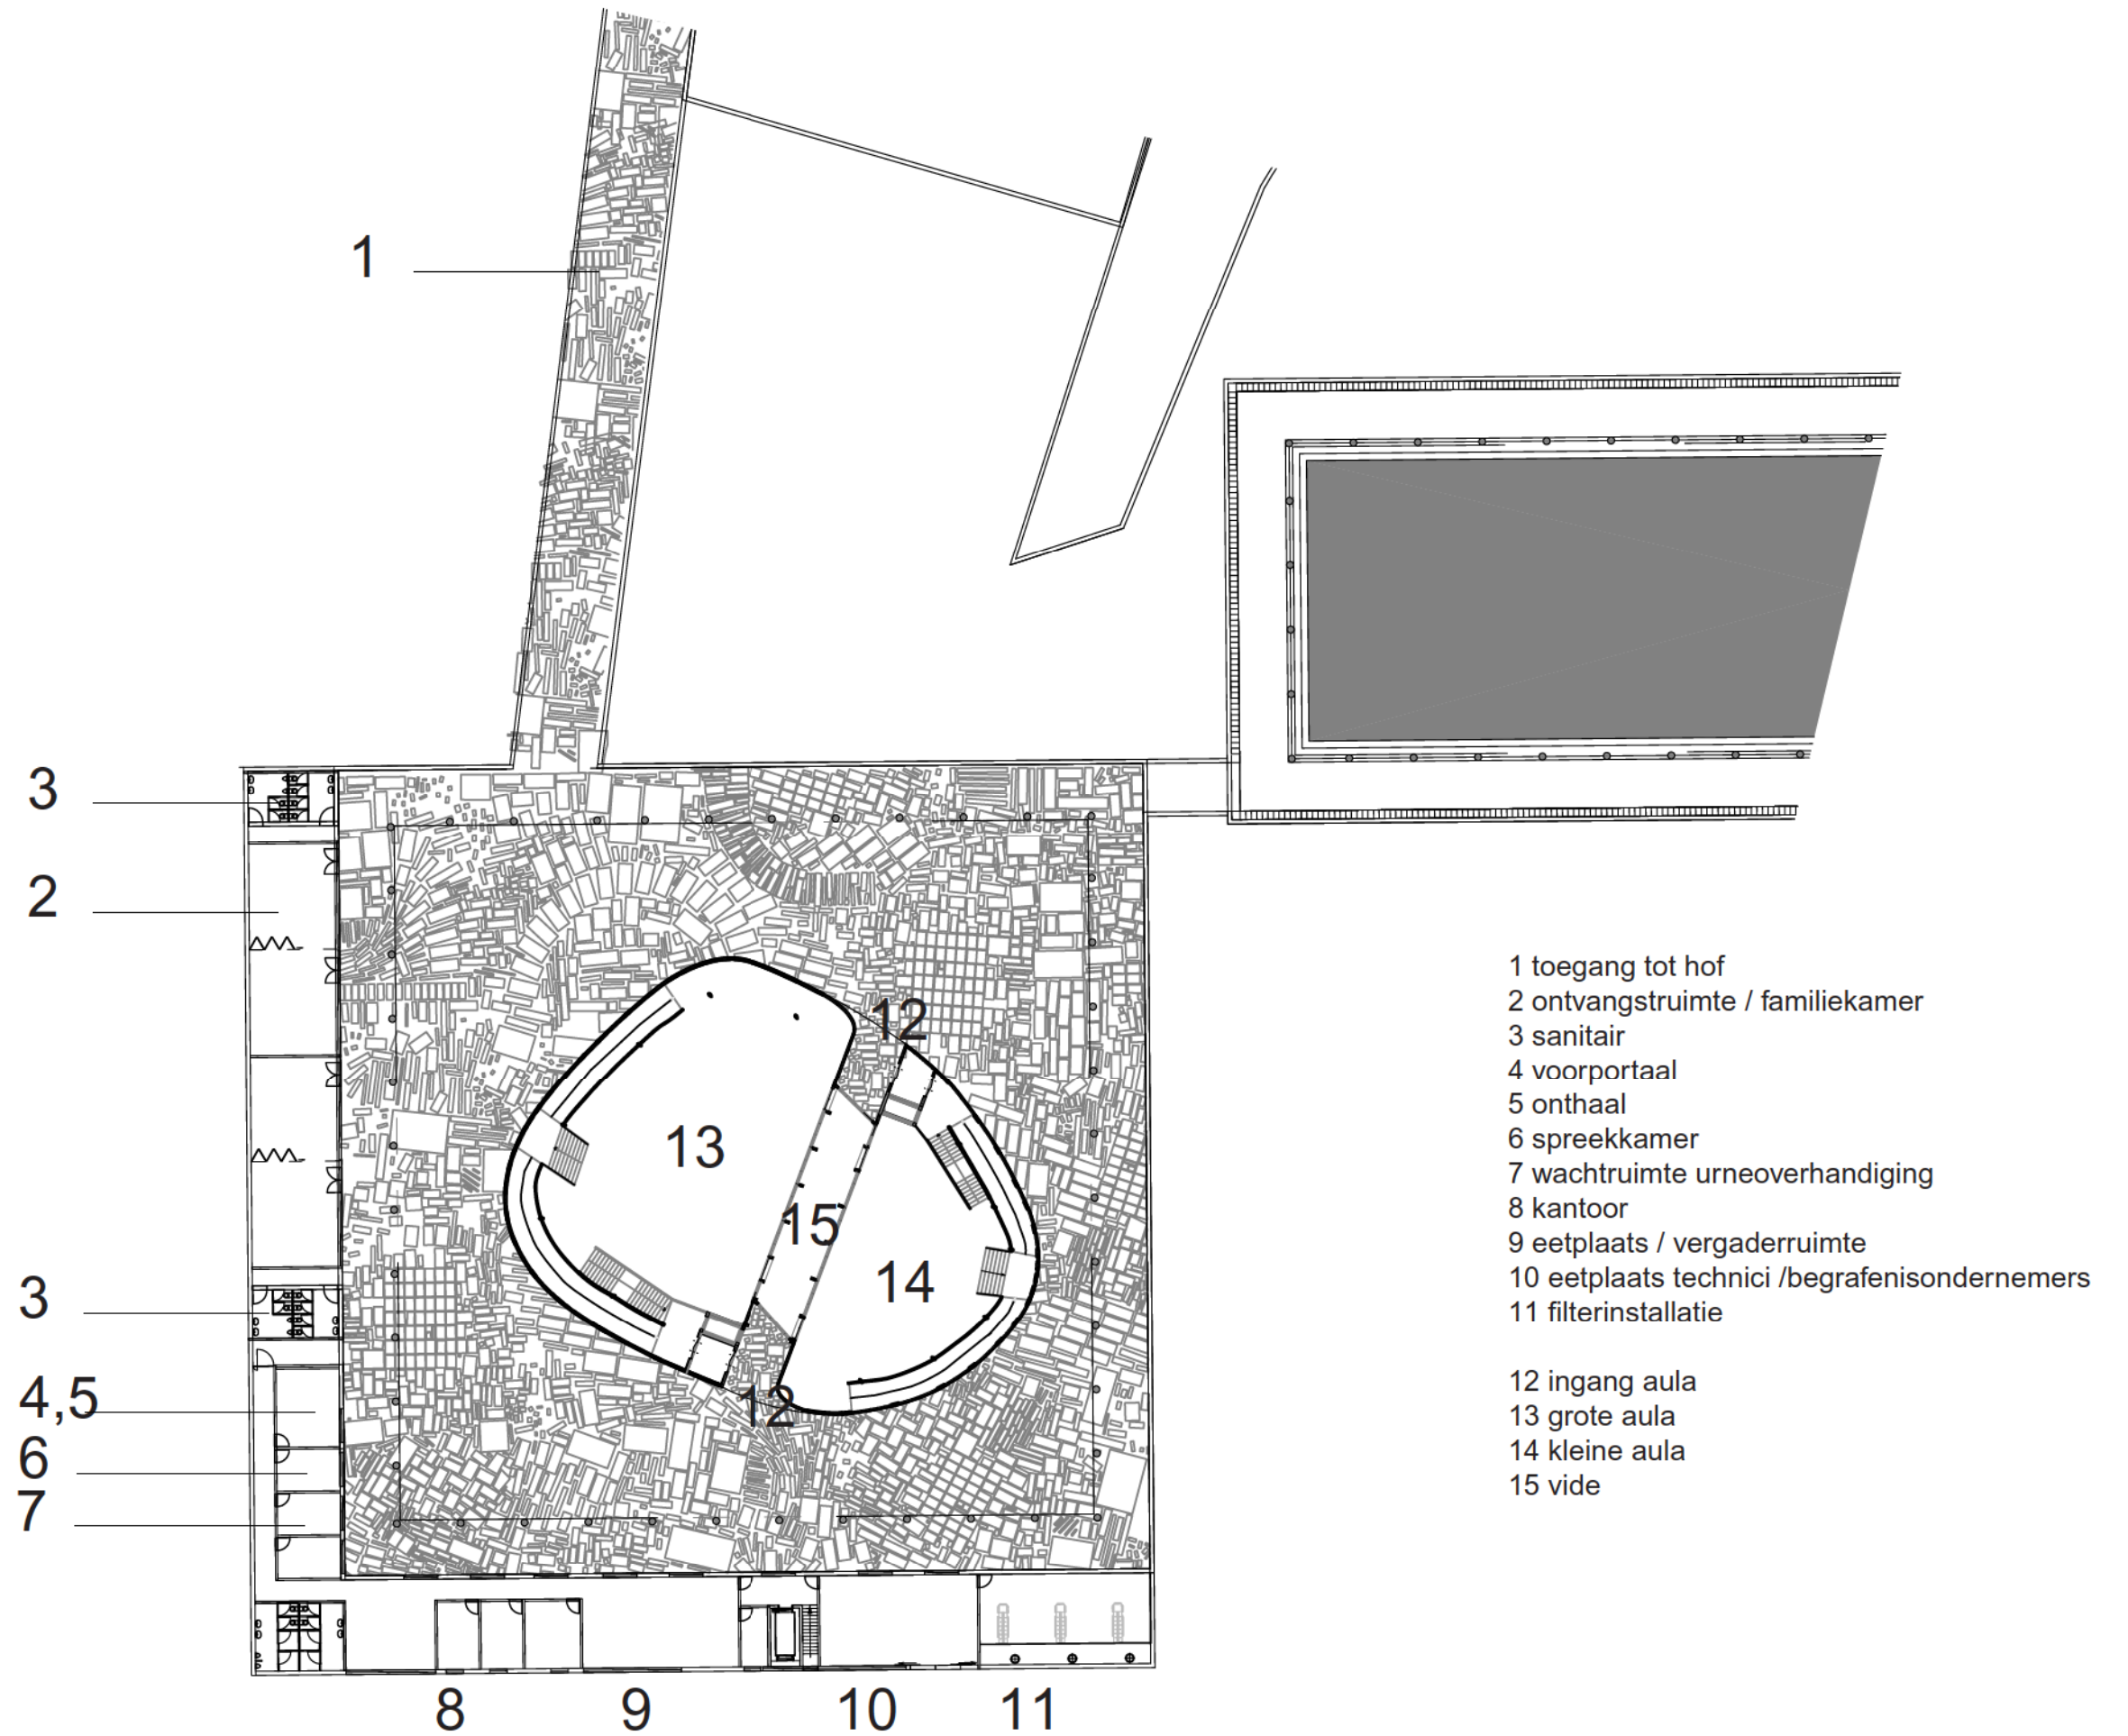 1
3
2
12
13
15
14
3
12
4,5
6
7
8
9
10
11
1 toegang tot hof
2 ontvangstruimte / familiekamer
3 sanitair
4 voorportaal
5 onthaal
6 spreekkamer
7 wachtruimte urneoverhandiging
8 kantoor
9 eetplaats / vergaderruimte
10 eetplaats technici /begrafenisondernemers
11 filterinstallatie
12 ingang aula
13 grote aula
14 kleine aula
15 vide